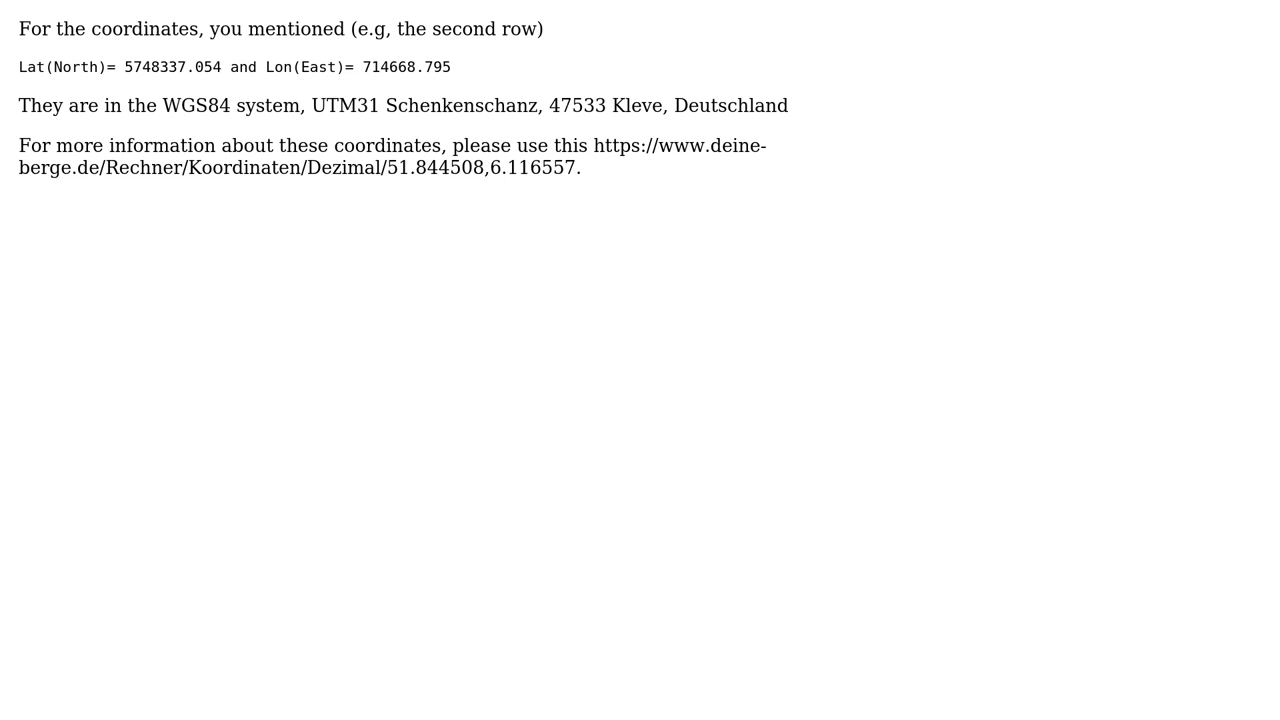 For the coordinates, you mentioned (e.g, the second row)
Lat(North)= 5748337.054 and Lon(East)= 714668.795
They are in the WGS84 system, UTM31 Schenkenschanz, 47533 Kleve, Deutschland
For more information about these coordinates, please use this https://www.deine-
berge.de/Rechner/Koordinaten/Dezimal/51.844508,6.116557.